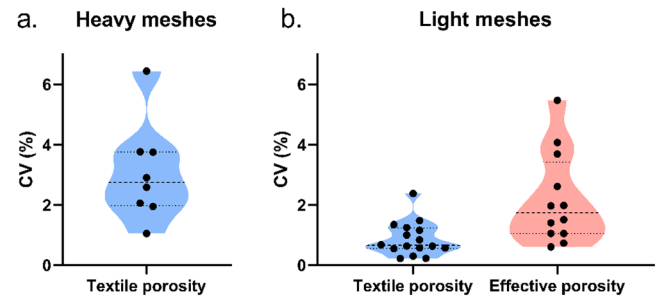 a. Heavy meshes
CV (%)
6
4
2
0
Textile porosity
b. Light meshes
CV (%)
6
4
2
0
Textile porosity Effective porosity